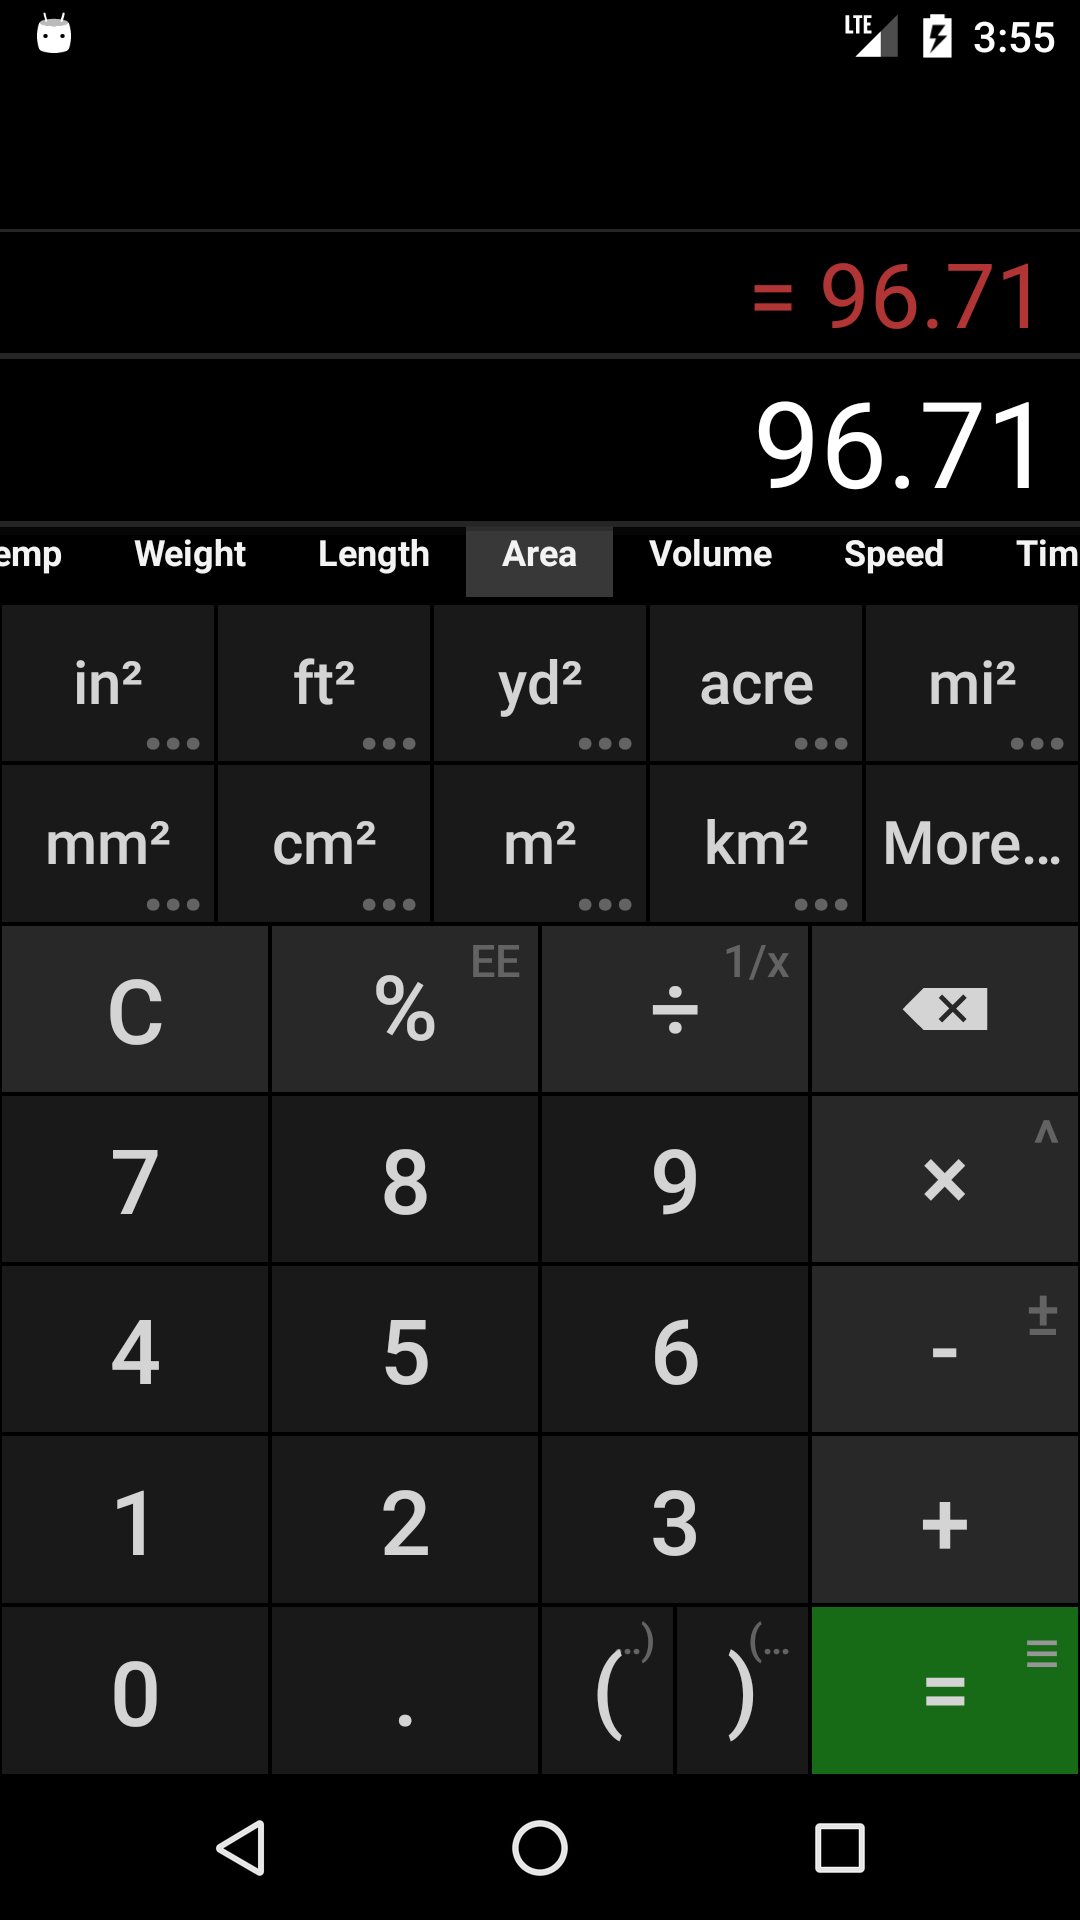 LTE 3:55
= 96.71
96.71
emp Weight Length Area Volume Speed Tim
in² ft² yd² acre mi²
... ... ... ... ...
mm² cm² m² km² More...
... ... ... ...
C % EE ÷ 1/x ×
7 8 9 × ^
4 5 6 - ±
1 2 3 +
0 . ( ..) ) (... = ≡